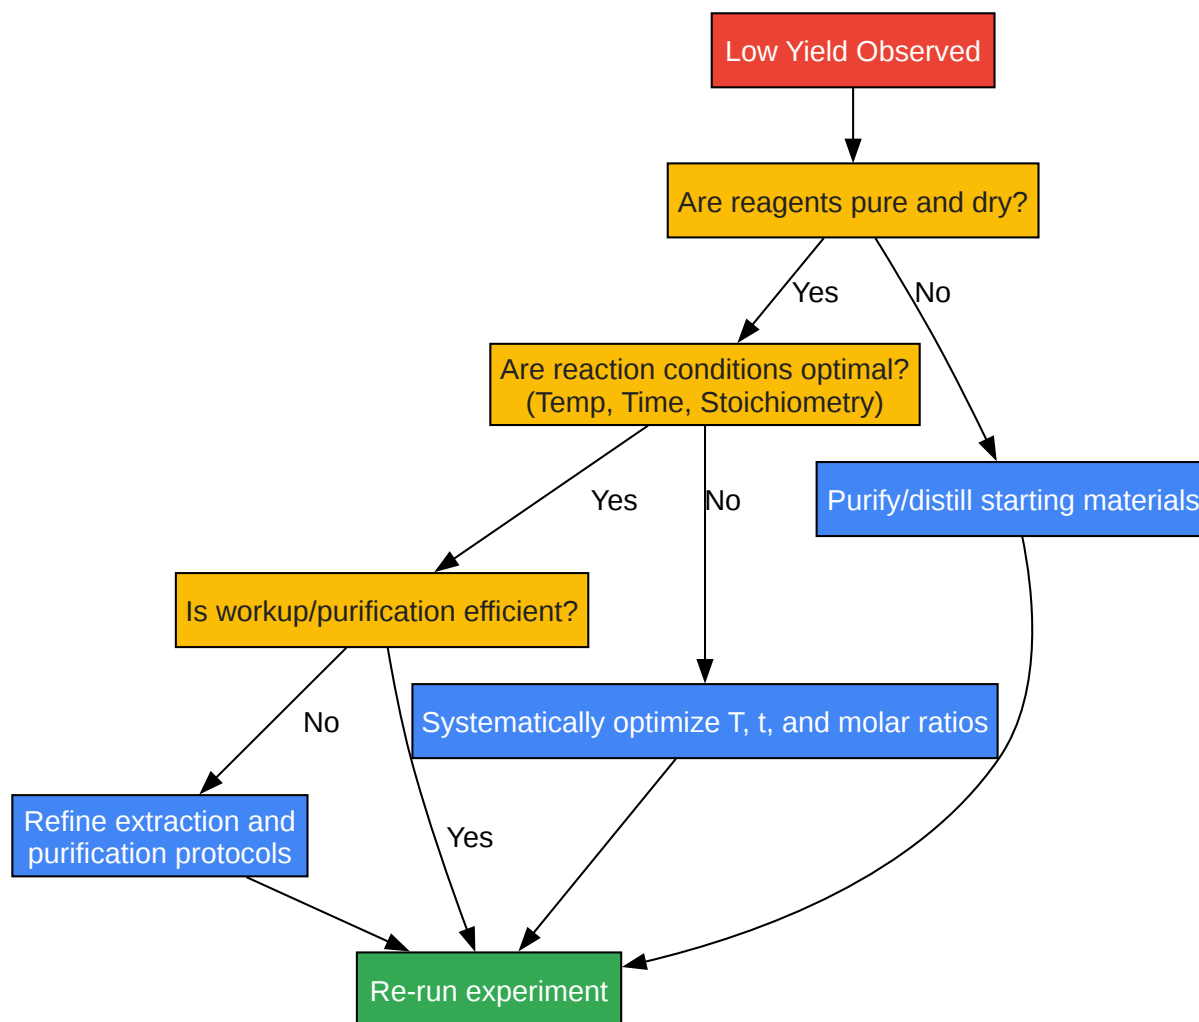 Low Yield Observed
Are reagents pure and dry?
Yes
No
Are reaction conditions optimal?
(Temp, Time, Stoichiometry)
Yes
No
Purify/distill starting materials
Is workup/purification efficient?
No
Systematically optimize T, t, and molar ratios
Refine extraction and
purification protocols
Yes
Re-run experiment